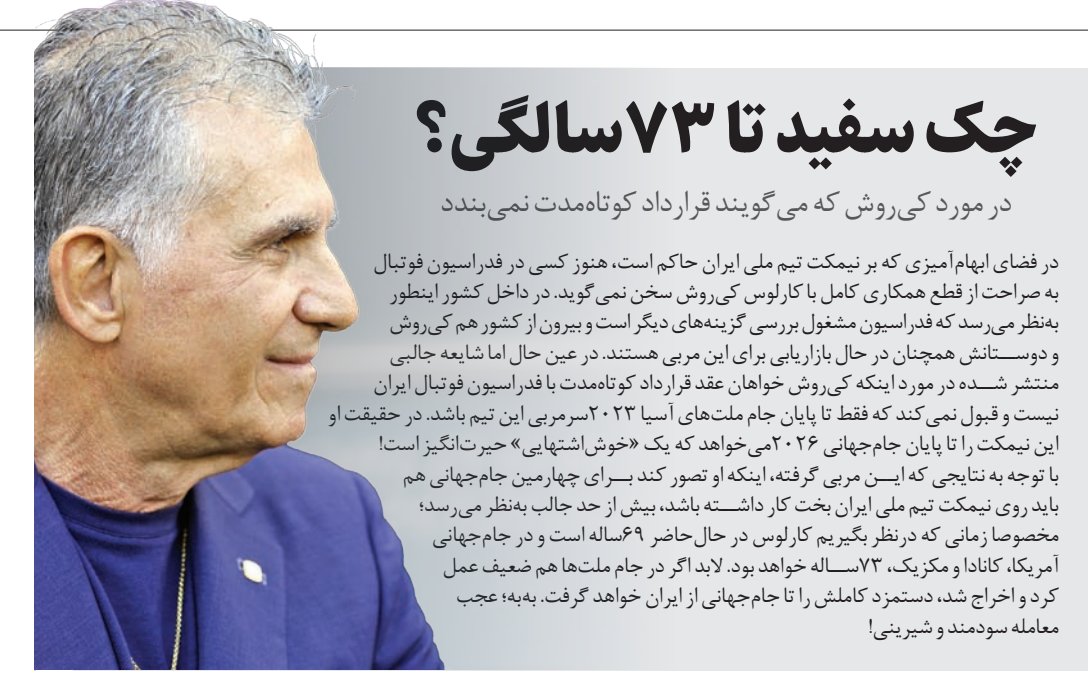 چک سفید تا ۷۳سالگی؟
در مورد کی‌روش که می‌گویند قرارداد کوتاه‌مدت نمی‌بندد
در فضای ابهام‌آمیزی که بر نیمکت تیم ملی ایران حاکم است، هنوز کسی در فدراسیون فوتبال
به صراحت از قطع همکاری کامل با کارلوس کی‌روش سخن نمی‌گوید. در داخل کشور اینطور
به‌نظر می‌رسد که فدراسیون مشغول بررسی گزینه‌های دیگر است و بیرون از کشور هم کی‌روش
و دوستانش همچنان در حال بازاریابی برای این مربی هستند. در عین حال اما شایعه جالبی
منتشر شده در مورد اینکه کی‌روش خواهان عقد قرارداد کوتاه‌مدت با فدراسیون فوتبال ایران
نیست و قبول نمی‌کند که فقط تا پایان جام ملت‌های آسیا ۲۰۲۳سرمربی این تیم باشد. در حقیقت او
این نیمکت را تا پایان جام‌جهانی ۲۰۲۶می‌خواهد که یک «خوش‌اشتهایی» حیرت‌انگیز است!
با توجه به نتایجی که این مربی گرفته، اینکه او تصور کند برای چهارمین جام‌جهانی هم
باید روی نیمکت تیم ملی ایران بخت کار داشته باشد، بیش از حد جالب به‌نظر می‌رسد؛
مخصوصا زمانی که درنظر بگیریم کارلوس در حال‌حاضر ۶۹ساله است و در جام‌جهانی
آمریکا، کانادا و مکزیک، ۷۳ساله خواهد بود. لابد اگر در جام ملت‌ها هم ضعیف عمل
کرد و اخراج شد، دستمزد کاملش را تا جام‌جهانی از ایران خواهد گرفت. به‌به؛ عجب
معامله سودمند و شیرینی!